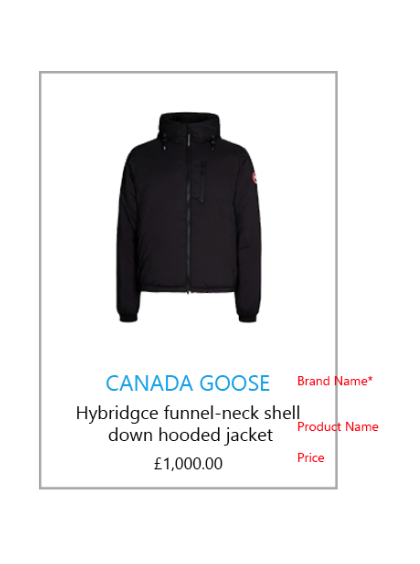 CANADA GOOSE
Brand Name*
Hybridgce funnel-neck shell
down hooded jacket
Product Name
£1,000.00
Price